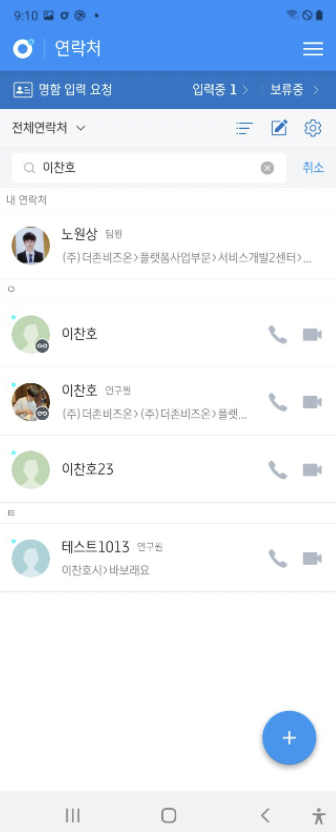 9:10
연락처
명함 입력 요청 입력중 1 > 보류중 >
전체연락처
이찬호 취소
내 연락처
노원상 팀원
(주)더존비즈온>플랫폼사업부문>서비스개발2센터>...
ㅇ
이찬호
이찬호 연구원
(주)더존비즈온>(주)더존비즈온>플랫...
이찬호23
ㅌ
테스트1013 연구원
이찬호시>바보래요